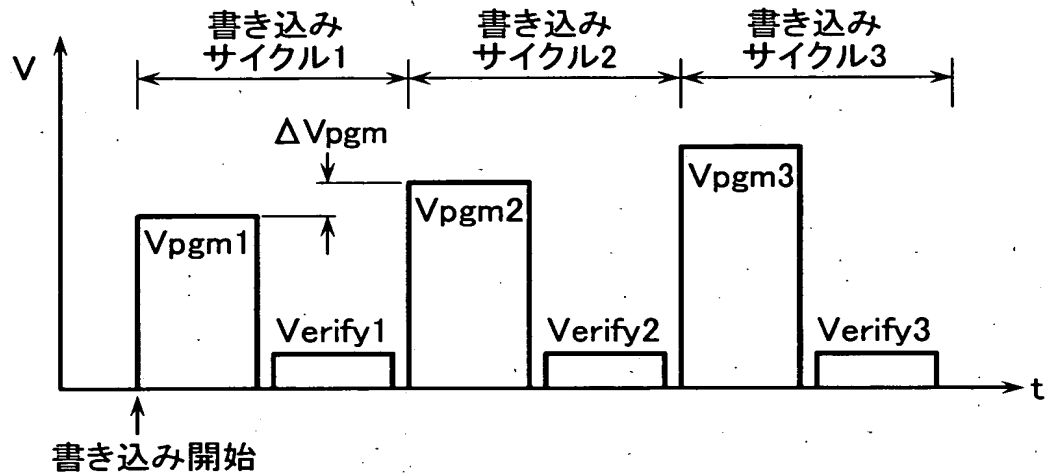 書き込み
サイクル1
書き込み
サイクル2
書き込み
サイクル3
V
ΔVpgm
Vpgm1
Vpgm2
Vpgm3
Verify1
Verify2
Verify3
t
書き込み開始